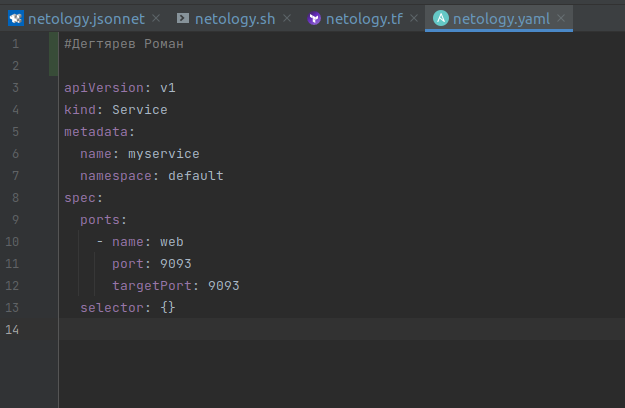 netology.jsonnet netology.sh netology.tf netology.yaml
1 #Дегтярев Роман
2
3 apiVersion: v1
4 kind: Service
5 metadata:
6   name: myservice
7   namespace: default
8 spec:
9   ports:
10     - name: web
11       port: 9093
12       targetPort: 9093
13   selector: {}
14